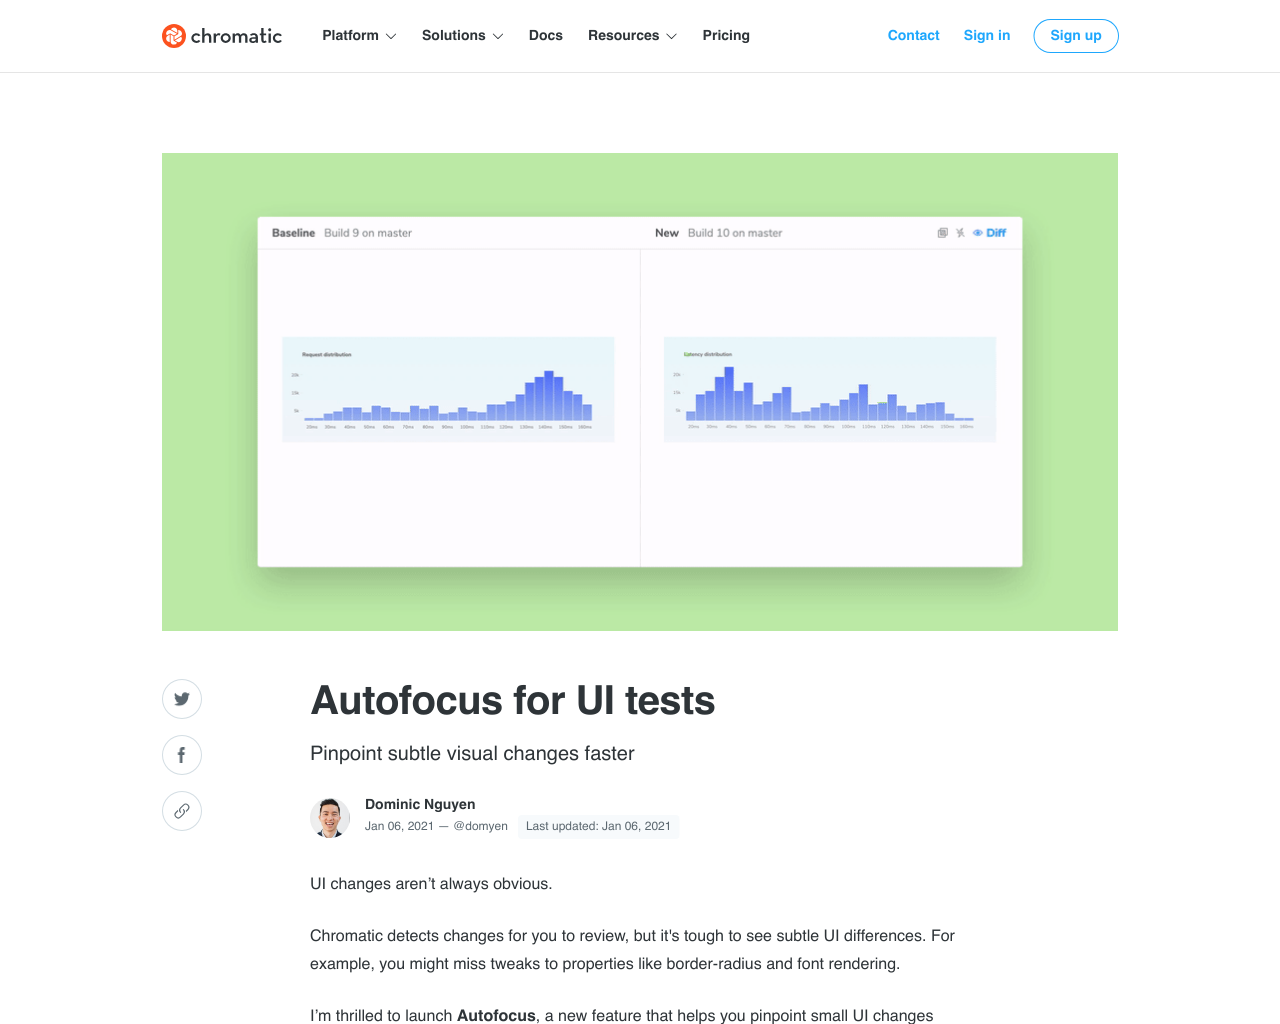 chromatic Platform Solutions Docs Resources Pricing Contact Sign in Sign up
Baseline Build 9 on master New Build 10 on master Diff
Request distribution
Latency distribution
Autofocus for UI tests
Pinpoint subtle visual changes faster
Dominic Nguyen
Jan 06, 2021 — @domyen Last updated: Jan 06, 2021
UI changes aren’t always obvious.
Chromatic detects changes for you to review, but it's tough to see subtle UI differences. For
example, you might miss tweaks to properties like border-radius and font rendering.
I’m thrilled to launch Autofocus, a new feature that helps you pinpoint small UI changes